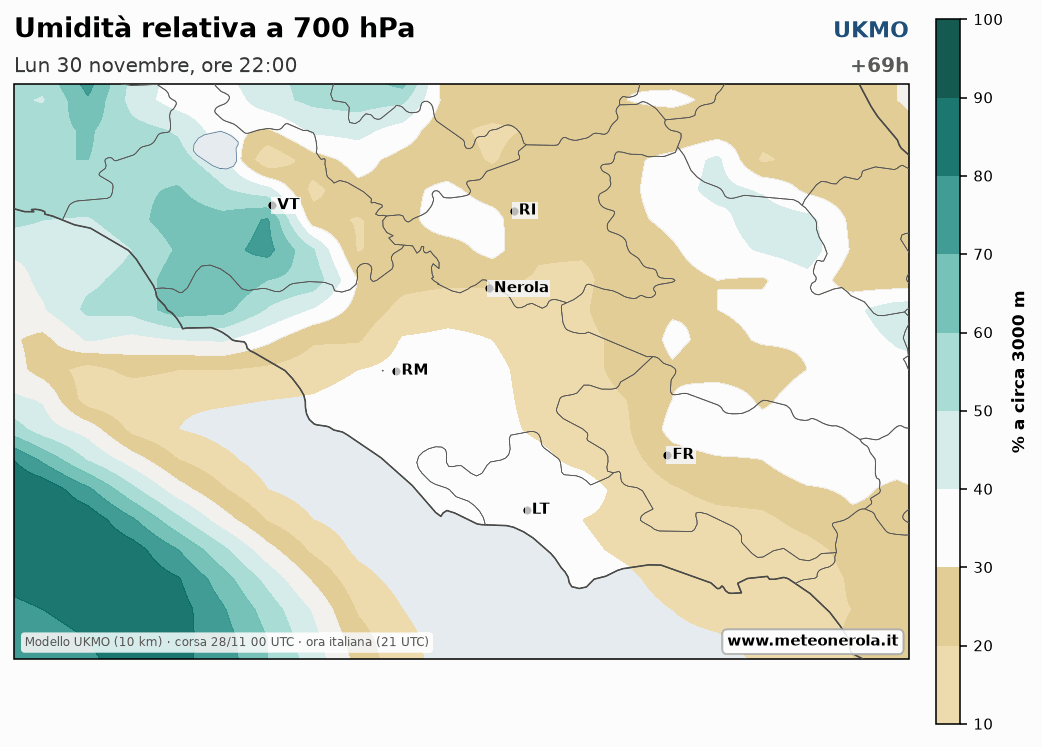 Umidità relativa a 700 hPa
UKMO
Lun 30 novembre, ore 22:00
+69h
100
90
80
70
60
50
40
30
20
10
% a circa 3000 m
VT
RI
Nerola
RM
FR
LT
Modello UKMO (10 km) · corsa 28/11 00 UTC · ora italiana (21 UTC)
www.meteonerola.it